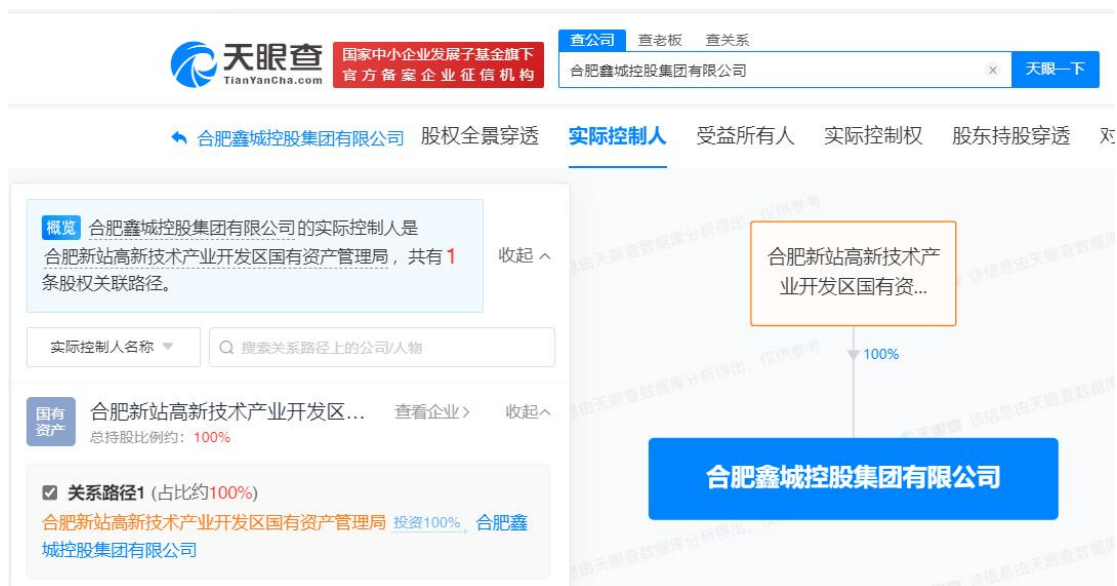 天眼查
TianYanCha.com
国家中小企业发展子基金旗下
官方备案企业征信机构
查公司 查老板 查关系
合肥鑫城控股集团有限公司 × 天眼一下
合肥鑫城控股集团有限公司 股权全景穿透 实际控制人 受益所有人 实际控制权 股东持股穿透 对
概览 合肥鑫城控股集团有限公司的实际控制人是
合肥新站高新技术产业开发区国有资产管理局，共有1
条股权关联路径。
收起
实际控制人名称 搜索关系路径上的公司/人物
国有
资产
合肥新站高新技术产业开发区... 查看企业> 收起
总持股比例约：100%
关系路径1 (占比约100%)
合肥新站高新技术产业开发区国有资产管理局 投资100% 合肥鑫
城控股集团有限公司
合肥新站高新技术产
业开发区国有资...
100%
合肥鑫城控股集团有限公司